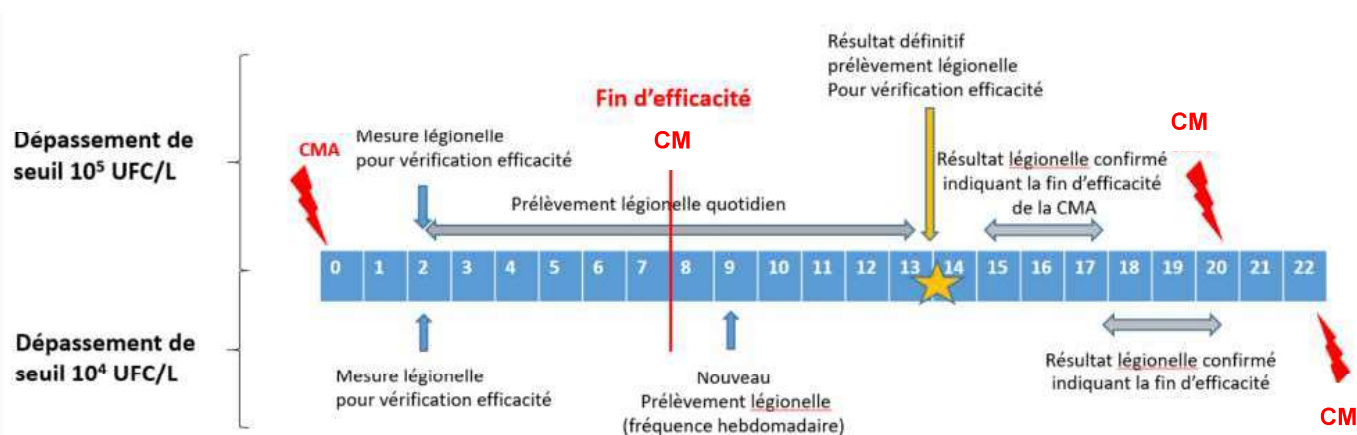 Résultat définitif
prélèvement légionelle
Pour vérification efficacité
Fin d'efficacité
CM
CM
Dépassement de
seuil 10⁵ UFC/L
CMA
Mesure légionelle
pour vérification efficacité
Résultat légionelle confirmé
indiquant la fin d'efficacité
de la CMA
Prélèvement légionelle quotidien
0 1 2 3 4 5 6 7 8 9 10 11 12 13 14 15 16 17 18 19 20 21 22
Dépassement de
seuil 10⁴ UFC/L
Mesure légionelle
pour vérification efficacité
Nouveau
Prélèvement légionelle
(fréquence hebdomadaire)
Résultat légionelle confirmé
indiquant la fin d'efficacité
CM